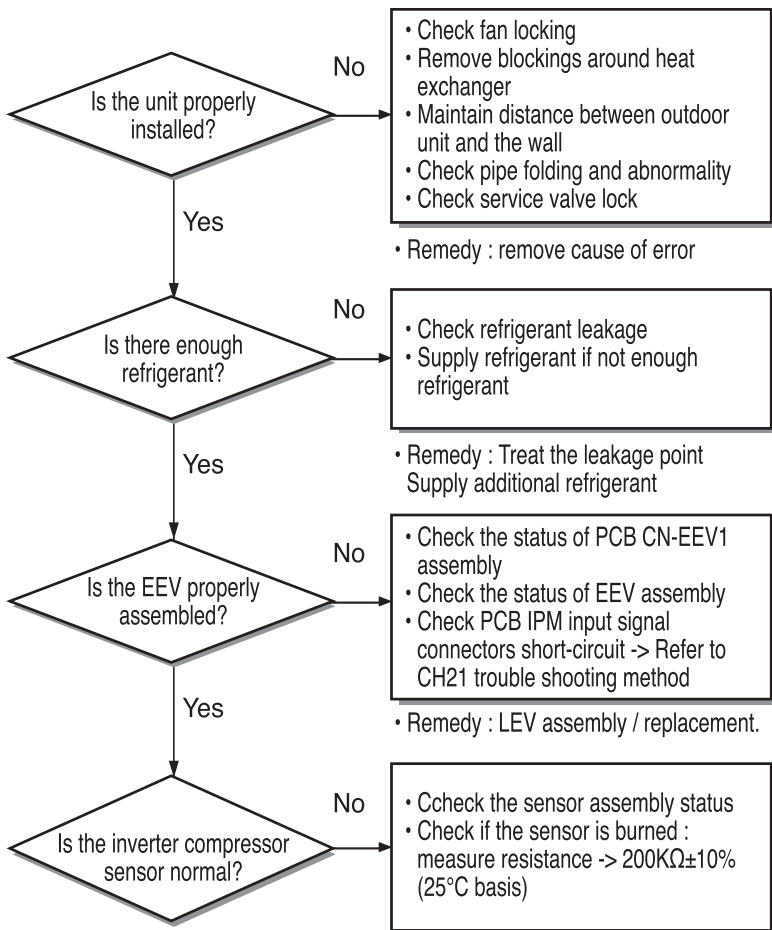 Is the unit properly
installed?
No
• Check fan locking
• Remove blockings around heat
exchanger
• Maintain distance between outdoor
unit and the wall
• Check pipe folding and abnormality
• Check service valve lock
• Remedy : remove cause of error
Yes
Is there enough
refrigerant?
No
• Check refrigerant leakage
• Supply refrigerant if not enough
refrigerant
• Remedy : Treat the leakage point
Supply additional refrigerant
Yes
Is the EEV properly
assembled?
No
• Check the status of PCB CN-EEV1
assembly
• Check the status of EEV assembly
• Check PCB IPM input signal
connectors short-circuit -> Refer to
CH21 trouble shooting method
• Remedy : LEV assembly / replacement.
Yes
Is the inverter compressor
sensor normal?
No
• Ccheck the sensor assembly status
• Check if the sensor is burned :
measure resistance -> 200KΩ±10%
(25°C basis)